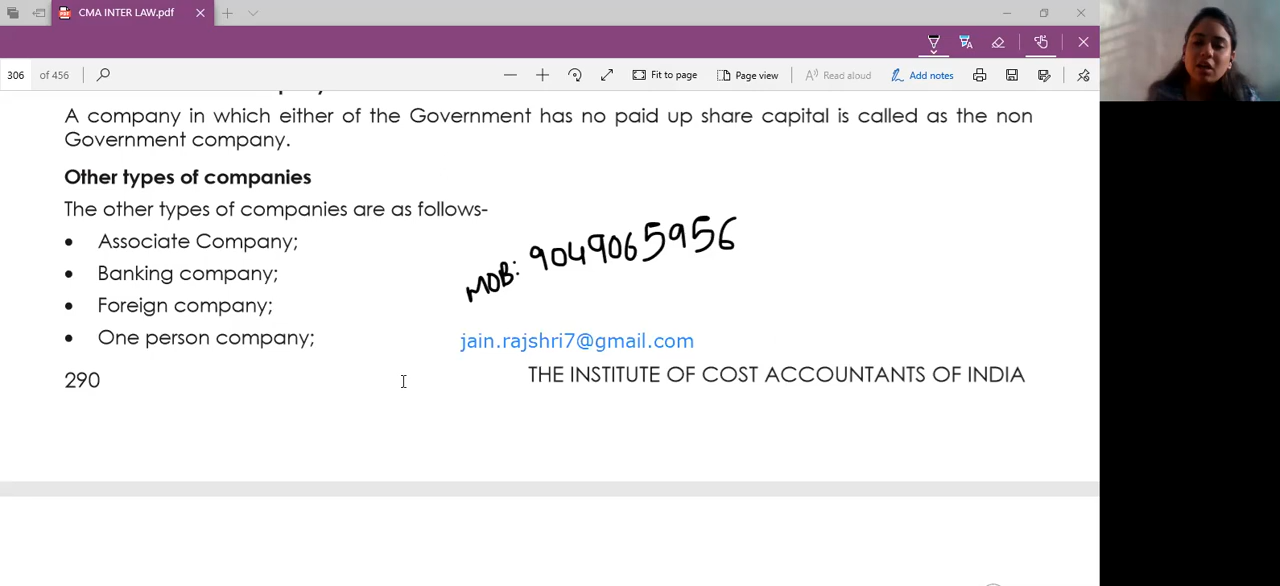 CMA INTER LAW.pdf
306 of 456
Fit to page
Page view
Read aloud
Add notes
A company in which either of the Government has no paid up share capital is called as the non
Government company.
Other types of companies
The other types of companies are as follows-
• Associate Company;
• Banking company;
• Foreign company;
• One person company;
MOB: 9049065956
jain.rajshri7@gmail.com
290
THE INSTITUTE OF COST ACCOUNTANTS OF INDIA